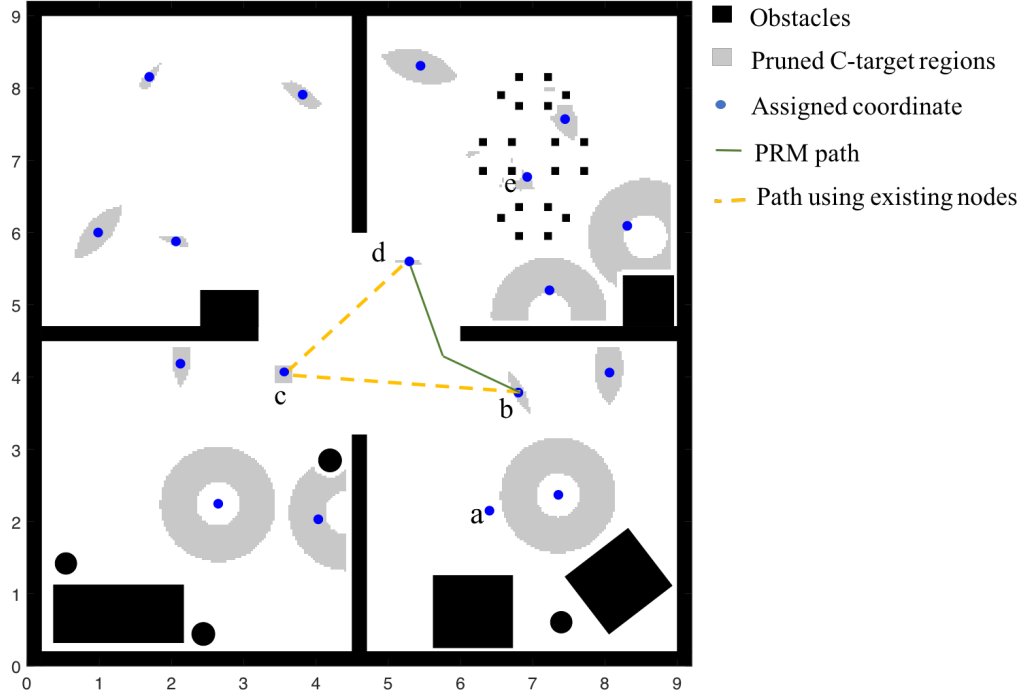 9
8
7
6
5
4
3
2
1
0
0 1 2 3 4 5 6 7 8 9
e
d
c
b
a
Obstacles
Pruned C-target regions
Assigned coordinate
PRM path
Path using existing nodes